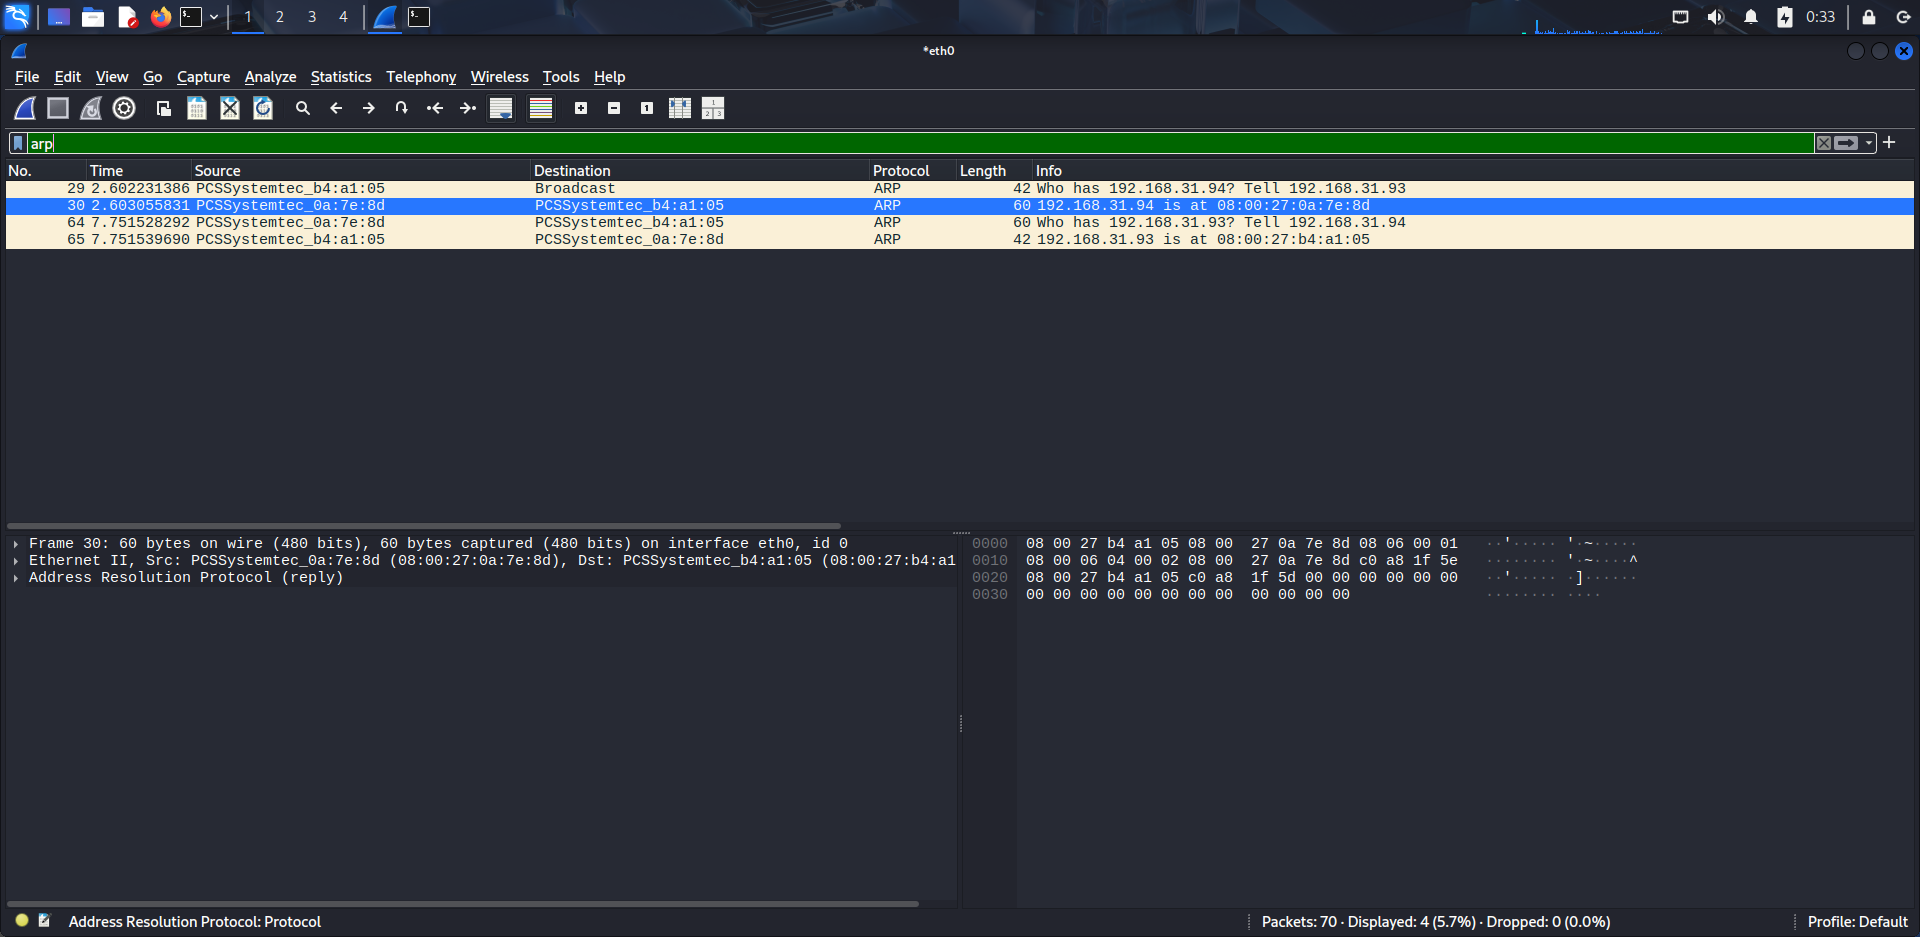 1 2 3 4 0:33
*eth0
File Edit View Go Capture Analyze Statistics Telephony Wireless Tools Help
arp
No. Time Source Destination Protocol Length Info
29 2.602231386 PCSSystemtec_b4:a1:05 Broadcast ARP 42 Who has 192.168.31.94? Tell 192.168.31.93
30 2.603055831 PCSSystemtec_0a:7e:8d PCSSystemtec_b4:a1:05 ARP 60 192.168.31.94 is at 08:00:27:0a:7e:8d
64 7.751528292 PCSSystemtec_0a:7e:8d PCSSystemtec_b4:a1:05 ARP 60 Who has 192.168.31.93? Tell 192.168.31.94
65 7.751539690 PCSSystemtec_b4:a1:05 PCSSystemtec_0a:7e:8d ARP 42 192.168.31.93 is at 08:00:27:b4:a1:05
Frame 30: 60 bytes on wire (480 bits), 60 bytes captured (480 bits) on interface eth0, id 0
Ethernet II, Src: PCSSystemtec_0a:7e:8d (08:00:27:0a:7e:8d), Dst: PCSSystemtec_b4:a1:05 (08:00:27:b4:a1
Address Resolution Protocol (reply)
0000 08 00 27 b4 a1 05 08 00 27 0a 7e 8d 08 06 00 01 ··'····· '·~·····
0010 08 00 06 04 00 02 08 00 27 0a 7e 8d c0 a8 1f 5e ········ '·~····^
0020 08 00 27 b4 a1 05 c0 a8 1f 5d 00 00 00 00 00 00 ··'····· ·]······
0030 00 00 00 00 00 00 00 00 00 00 00 00 ········ ····
Address Resolution Protocol: Protocol Packets: 70 · Displayed: 4 (5.7%) · Dropped: 0 (0.0%) Profile: Default